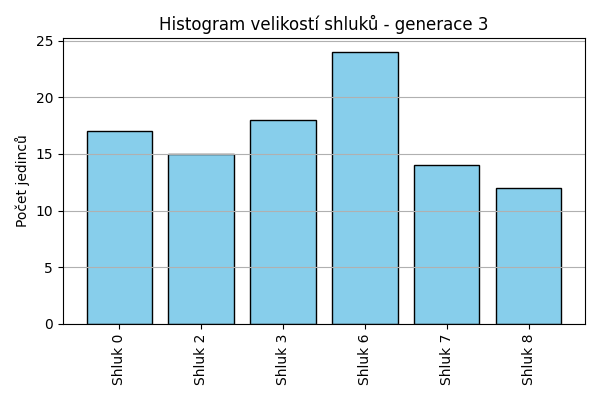 Histogram velikostí shluků - generace 3
Počet jedinců
25
20
15
10
5
0
Shluk 0
Shluk 2
Shluk 3
Shluk 6
Shluk 7
Shluk 8